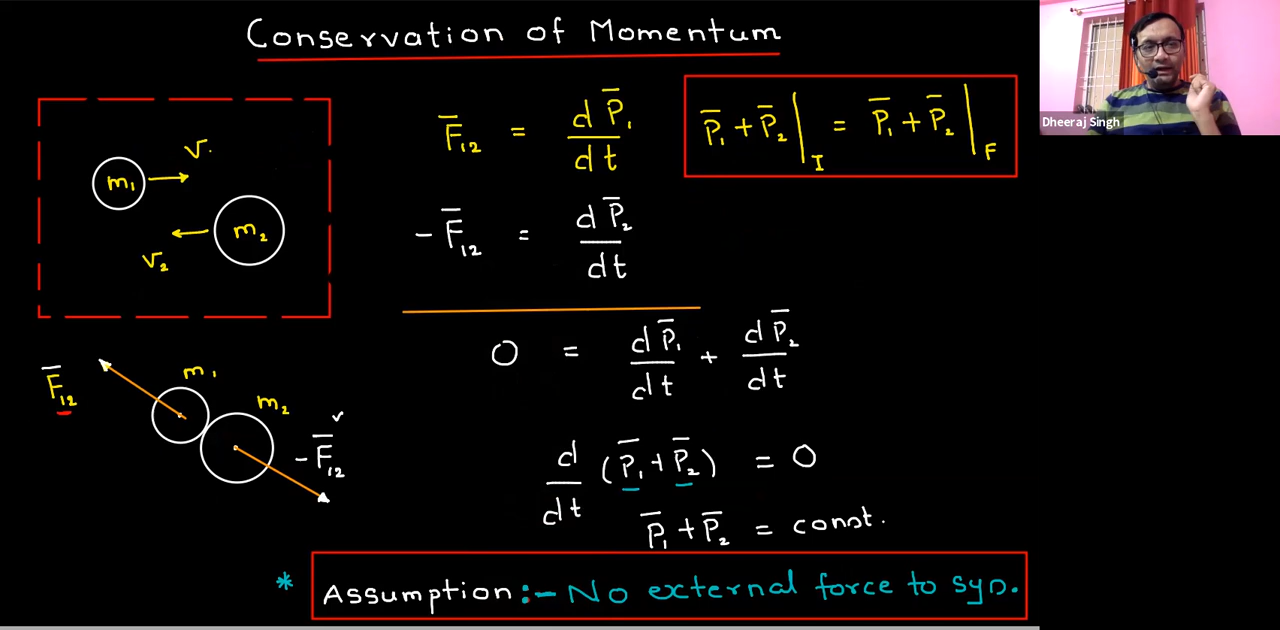 Conservation of Momentum
m₁ v.
m₂
v₂
F̅₁₂ = dP̅₁/dt
P̅₁ + P̅₂ |I = P̅₁ + P̅₂ |F
-F̅₁₂ = dP̅₂/dt
0 = dP̅₁/dt + dP̅₂/dt
F̅₁₂ m₁
m₂
-F̅₁₂
d/dt (P̅₁ + P̅₂) = 0
P̅₁ + P̅₂ = const.
* Assumption :- No external force to sys.
Dheeraj Singh